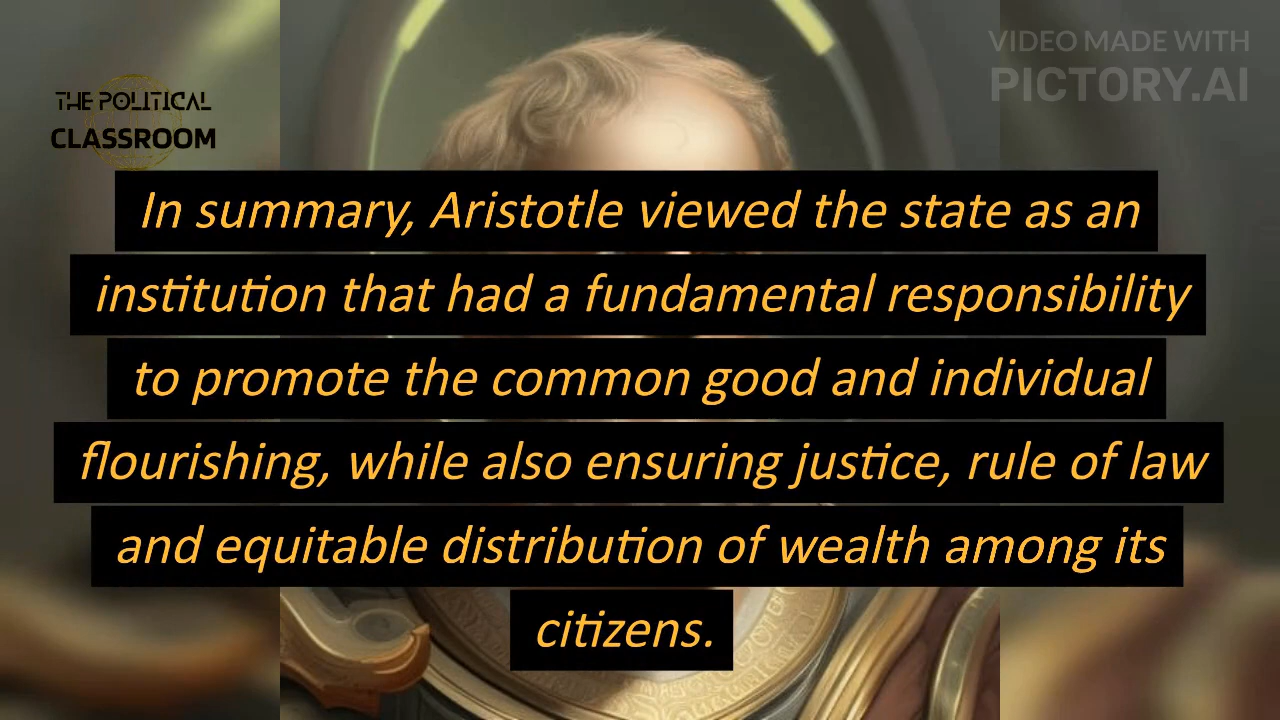 VIDEO MADE WITH
PICTORY.AI
THE POLITICAL
CLASSROOM
In summary, Aristotle viewed the state as an
institution that had a fundamental responsibility
to promote the common good and individual
flourishing, while also ensuring justice, rule of law
and equitable distribution of wealth among its
citizens.